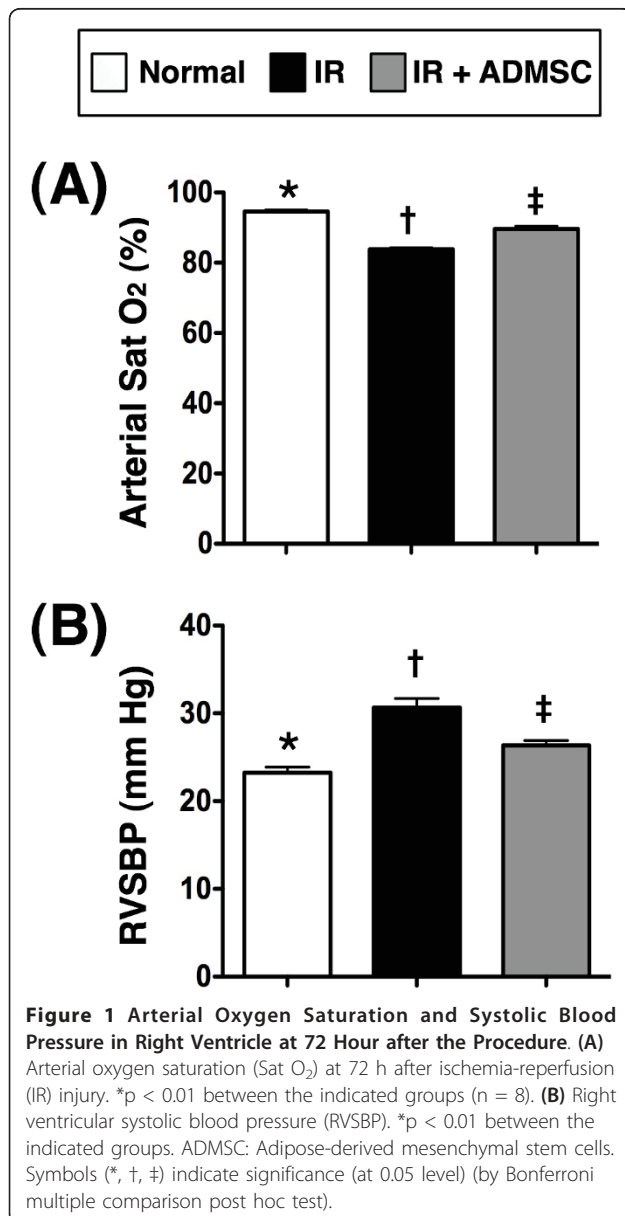 Normal IR IR + ADMSC
(A)
Arterial Sat O₂ (%)
100
80
60
40
20
0
* † ‡
(B)
RVSBP (mm Hg)
40
30
20
10
0
* † ‡
Figure 1 Arterial Oxygen Saturation and Systolic Blood
Pressure in Right Ventricle at 72 Hour after the Procedure. (A)
Arterial oxygen saturation (Sat O₂) at 72 h after ischemia-reperfusion
(IR) injury. *p < 0.01 between the indicated groups (n = 8). (B) Right
ventricular systolic blood pressure (RVSBP). *p < 0.01 between the
indicated groups. ADMSC: Adipose-derived mesenchymal stem cells.
Symbols (*, †, ‡) indicate significance (at 0.05 level) (by Bonferroni
multiple comparison post hoc test).